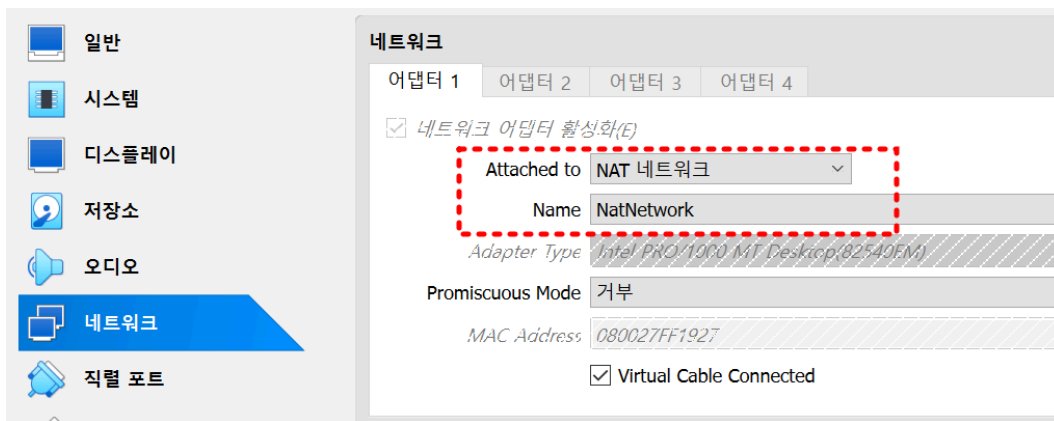 일반
시스템
디스플레이
저장소
오디오
네트워크
직렬 포트
네트워크
어댑터 1 어댑터 2 어댑터 3 어댑터 4
네트워크 어댑터 활성화(E)
Attached to NAT 네트워크
Name NatNetwork
Adapter Type Intel PRO/1000 MT Desktop(82540EM)
Promiscuous Mode 거부
MAC Address 080027FF1927
Virtual Cable Connected